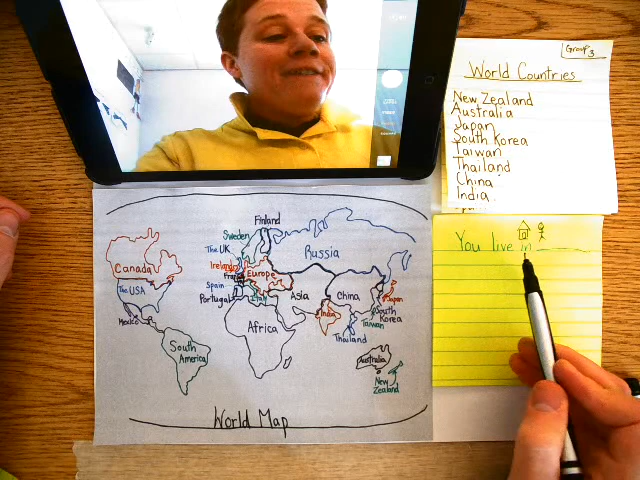 Group 3
World Countries
New Zealand
Australia
Japan
South Korea
Taiwan
Thailand
China
India
You live in
Finland
Sweden
The UK
Russia
Ireland
Canada
Europe
France
The USA
Spain
Italy
Asia
China
Japan
Portugal
India
South
Korea
Mexico
Africa
Taiwan
Thailand
South
America
Australia
New
Zealand
World Map